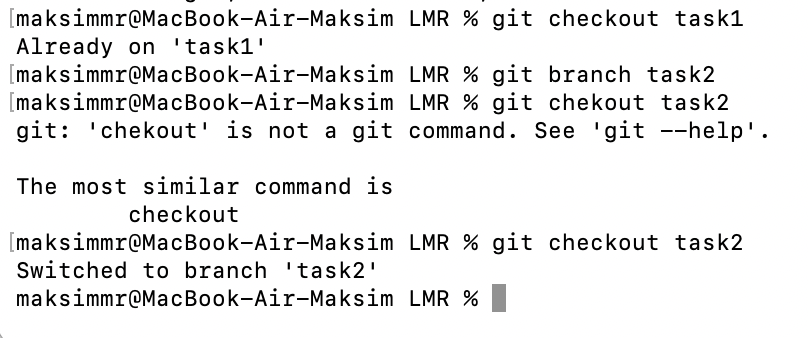 [maksimmr@MacBook-Air-Maksim LMR % git checkout task1
Already on 'task1'
[maksimmr@MacBook-Air-Maksim LMR % git branch task2
[maksimmr@MacBook-Air-Maksim LMR % git chekout task2
git: 'chekout' is not a git command. See 'git --help'.
The most similar command is
checkout
[maksimmr@MacBook-Air-Maksim LMR % git checkout task2
Switched to branch 'task2'
maksimmr@MacBook-Air-Maksim LMR %